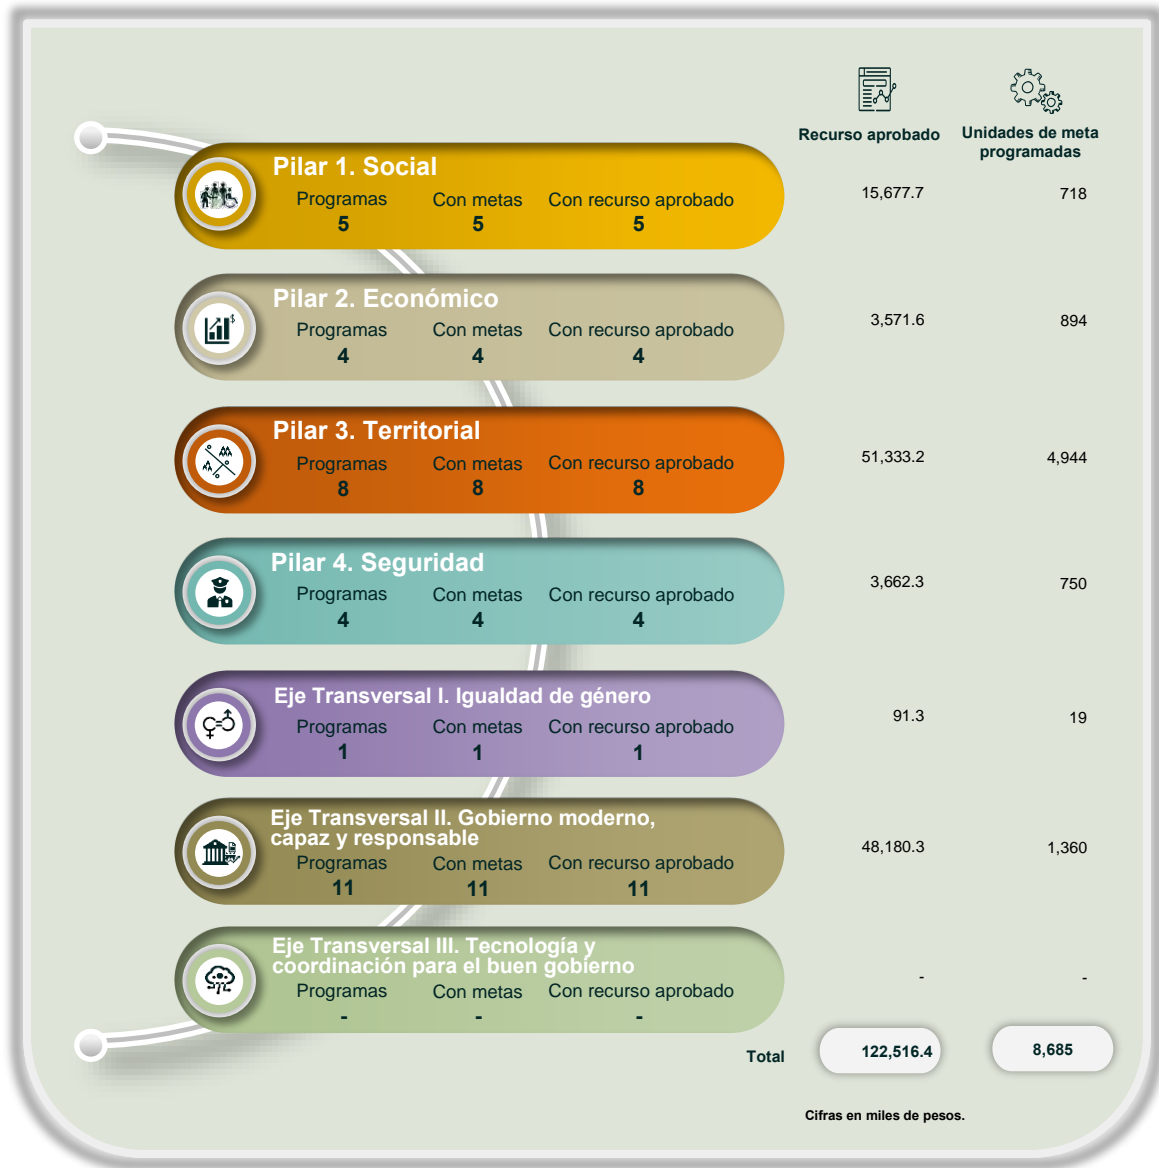 Recurso aprobado
Unidades de meta
programadas
Pilar 1. Social
Programas Con metas Con recurso aprobado
5 5 5
15,677.7 718
Pilar 2. Económico
Programas Con metas Con recurso aprobado
4 4 4
3,571.6 894
Pilar 3. Territorial
Programas Con metas Con recurso aprobado
8 8 8
51,333.2 4,944
Pilar 4. Seguridad
Programas Con metas Con recurso aprobado
4 4 4
3,662.3 750
Eje Transversal I. Igualdad de género
Programas Con metas Con recurso aprobado
1 1 1
91.3 19
Eje Transversal II. Gobierno moderno,
capaz y responsable
Programas Con metas Con recurso aprobado
11 11 11
48,180.3 1,360
Eje Transversal III. Tecnología y
coordinación para el buen gobierno
Programas Con metas Con recurso aprobado
- - -
- -
Total 122,516.4 8,685
Cifras en miles de pesos.